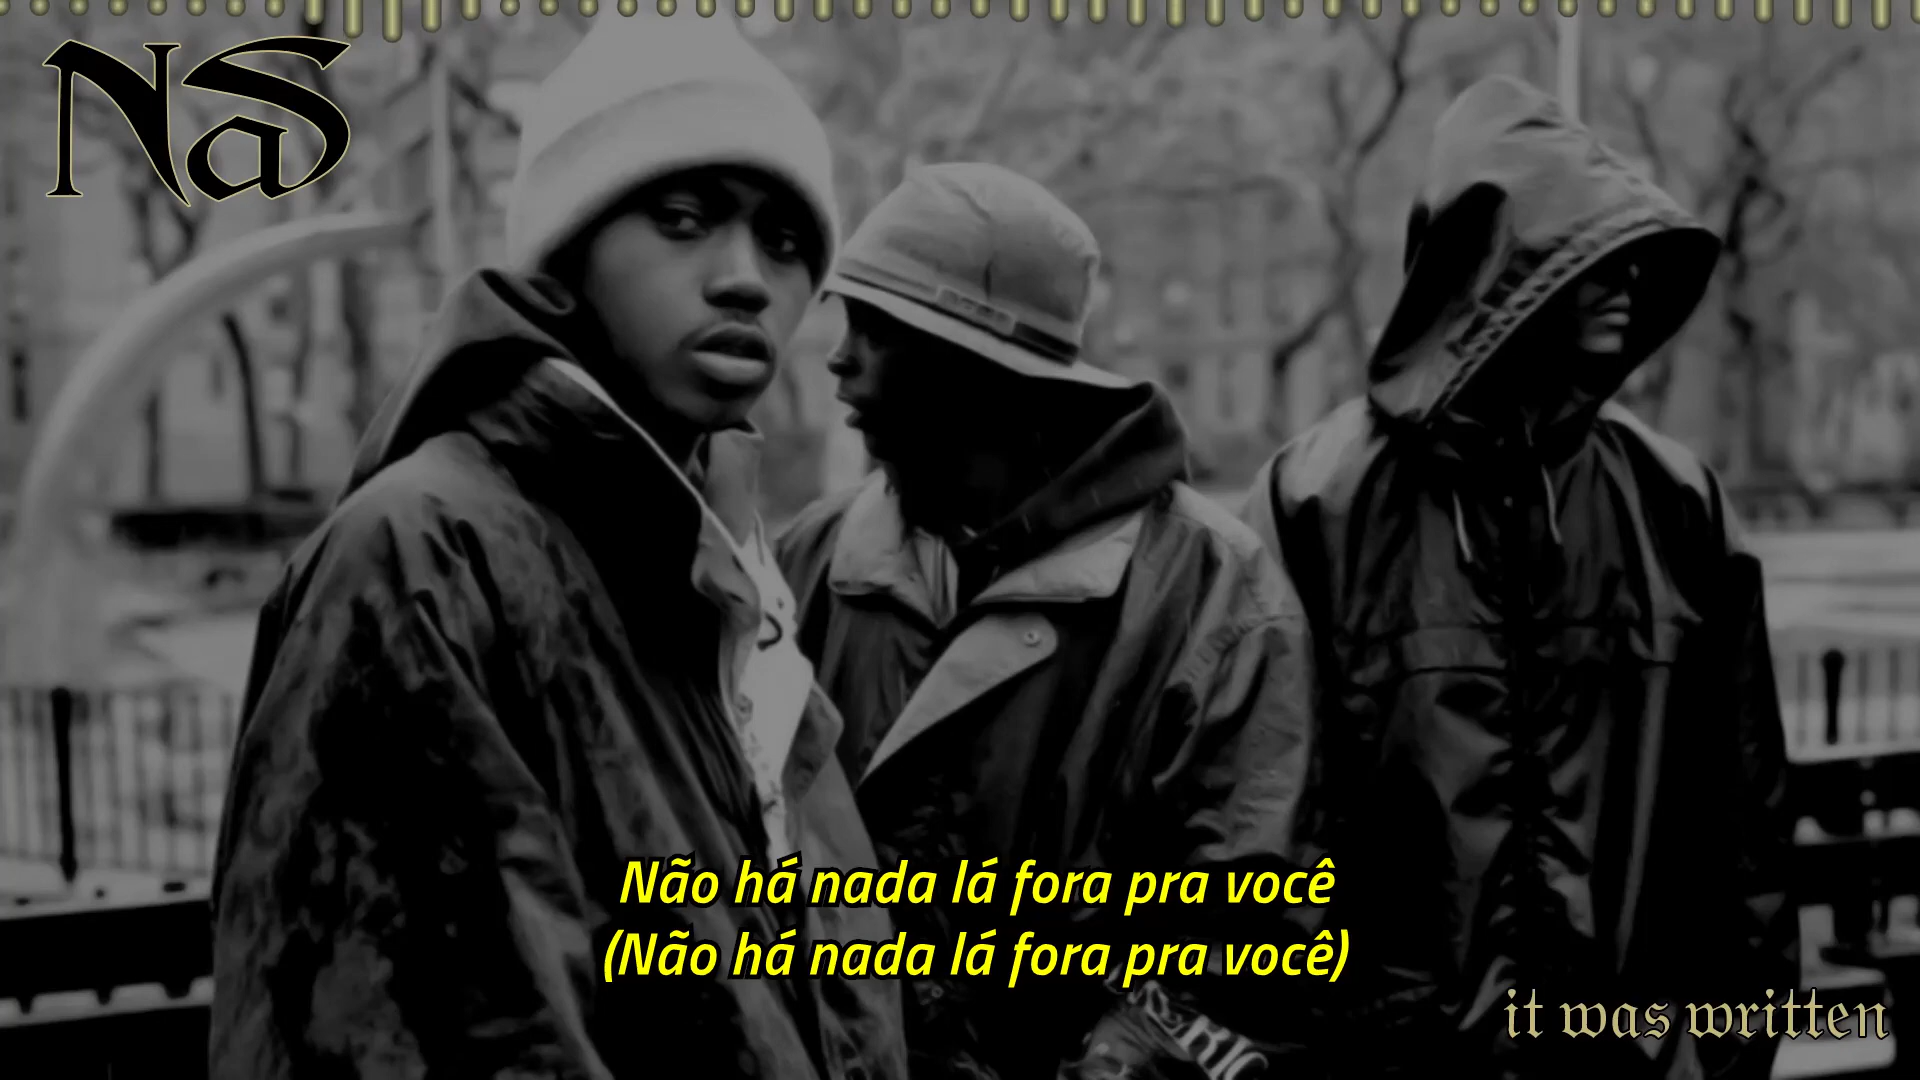 Nas
Não há nada lá fora pra você
(Não há nada lá fora pra você)
it was written